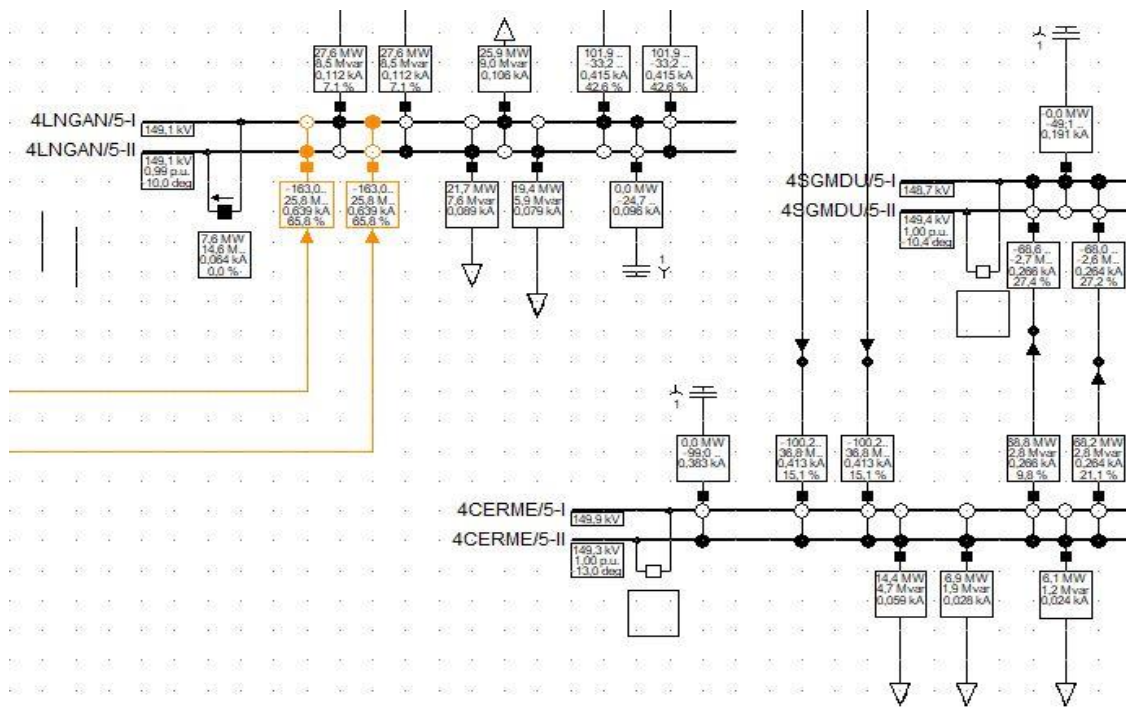 27,6 MW
8,5 Mvar
0,112 kA
7,1 %
27,6 MW
8,5 Mvar
0,112 kA
7,1 %
25,9 MW
9,0 Mvar
0,106 kA
101,9 ..
-33,2 ..
0,415 kA
42,6 %
101,9 ..
-33,2 ..
0,415 kA
42,6 %
1
4LNGAN/5-I
149,1 kV
4LNGAN/5-II
149,1 kV
0,99 p.u.
-10,0 deg
-0,0 MW
-49,1 ..
0,191 kA
-163,0..
25,8 M..
0,639 kA
65,8 %
-163,0..
25,8 M..
0,639 kA
65,8 %
21,7 MW
7,6 Mvar
0,089 kA
19,4 MW
5,9 Mvar
0,079 kA
0,0 MW
-24,7 ..
0,096 kA
1
4SGMDU/5-I
148,7 kV
4SGMDU/5-II
149,4 kV
1,00 p.u.
-10,4 deg
7,6 MW
14,6 M..
0,064 kA
0,0 %
-68,6 ..
-2,7 M..
0,266 kA
27,4 %
-68,0 ..
-2,6 M..
0,264 kA
27,2 %
1
0,0 MW
-99,0 ..
0,383 kA
-100,2..
36,8 M..
0,413 kA
15,1 %
-100,2..
36,8 M..
0,413 kA
15,1 %
68,8 MW
2,8 Mvar
0,266 kA
9,8 %
68,2 MW
2,8 Mvar
0,264 kA
21,1 %
4CERME/5-I
149,9 kV
4CERME/5-II
149,3 kV
1,00 p.u.
-13,0 deg
14,4 MW
4,7 Mvar
0,059 kA
6,9 MW
1,9 Mvar
0,028 kA
6,1 MW
1,2 Mvar
0,024 kA